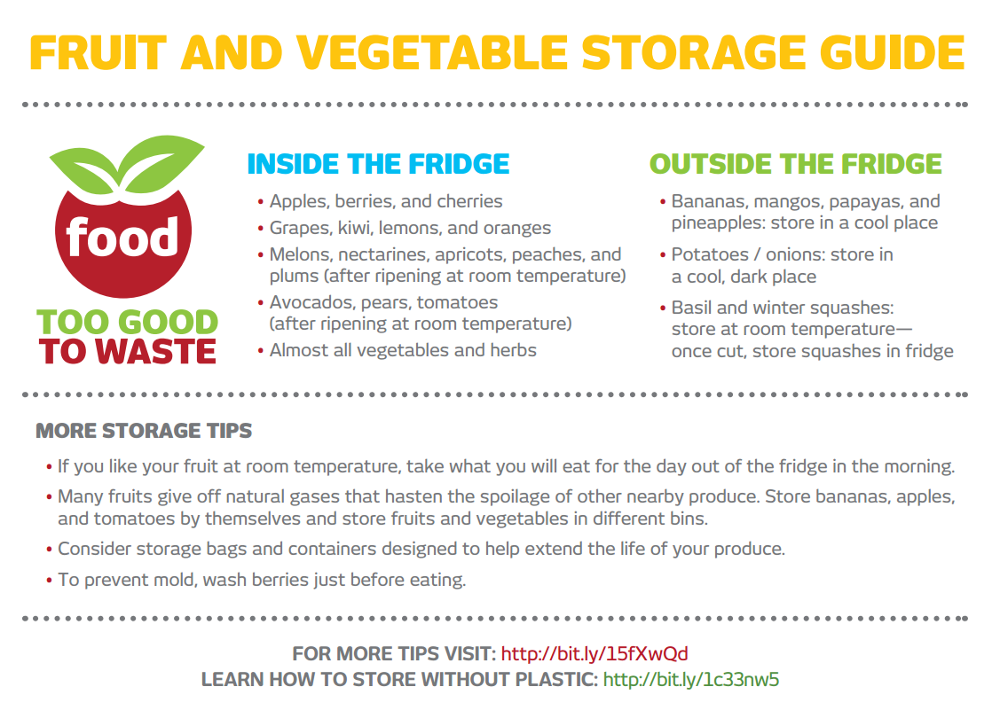 FRUIT AND VEGETABLE STORAGE GUIDE
food
TOO GOOD
TO WASTE
INSIDE THE FRIDGE
• Apples, berries, and cherries
• Grapes, kiwi, lemons, and oranges
• Melons, nectarines, apricots, peaches, and
plums (after ripening at room temperature)
• Avocados, pears, tomatoes
(after ripening at room temperature)
• Almost all vegetables and herbs
OUTSIDE THE FRIDGE
• Bananas, mangos, papayas, and
pineapples: store in a cool place
• Potatoes / onions: store in
a cool, dark place
• Basil and winter squashes:
store at room temperature—
once cut, store squashes in fridge
MORE STORAGE TIPS
• If you like your fruit at room temperature, take what you will eat for the day out of the fridge in the morning.
• Many fruits give off natural gases that hasten the spoilage of other nearby produce. Store bananas, apples,
and tomatoes by themselves and store fruits and vegetables in different bins.
• Consider storage bags and containers designed to help extend the life of your produce.
• To prevent mold, wash berries just before eating.
FOR MORE TIPS VISIT: http://bit.ly/15fXwQd
LEARN HOW TO STORE WITHOUT PLASTIC: http://bit.ly/1c33nw5